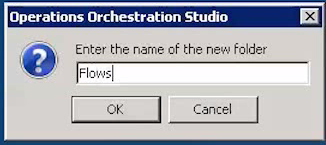 Operations Orchestration Studio
Enter the name of the new folder
Flows
OK Cancel